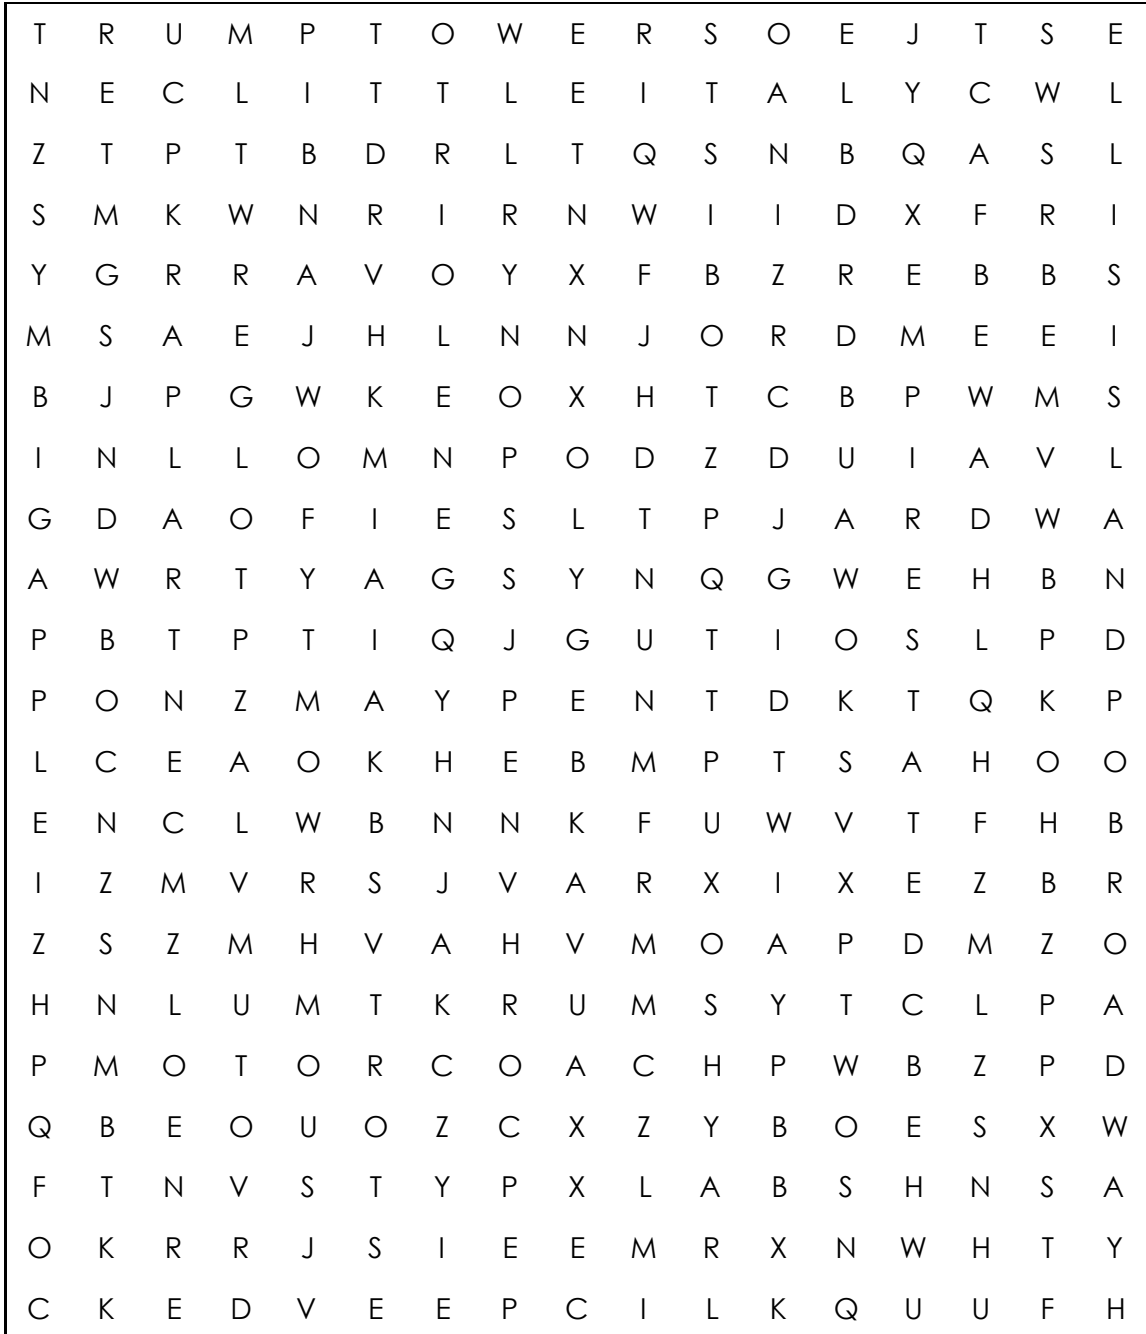 T R U M P T O W E R S O E J T S E
N E C L I T T L E I T A L Y C W L
Z T P T B D R L T Q S N B Q A S L
S M K W N R I R N W I I D X F R I
Y G R R A V O Y X F B Z R E B B S
M S A E J H L N N J O R D M E E I
B J P G W K E O X H T C B P W M S
I N L L O M N P O D Z D U I A V L
G D A O F I E S L T P J A R D W A
A W R T Y A G S Y N Q G W E H B N
P B T P T I Q J G U T I O S L P D
P O N Z M A Y P E N T D K T Q K P
L C E A O K H E B M P T S A H O O
E N C L W B N N K F U W V T F H B
I Z M V R S J V A R X I X E Z B R
Z S Z M H V A H V M O A P D M Z O
H N L U M T K R U M S Y T C L P A
P M O T O R C O A C H P W B Z P D
Q B E O U O Z C X Z Y B O E S X W
F T N V S T Y P X L A B S H N S A
O K R R J S I E E M R X N W H T Y
C K E D V E E P C I L K Q U U F H